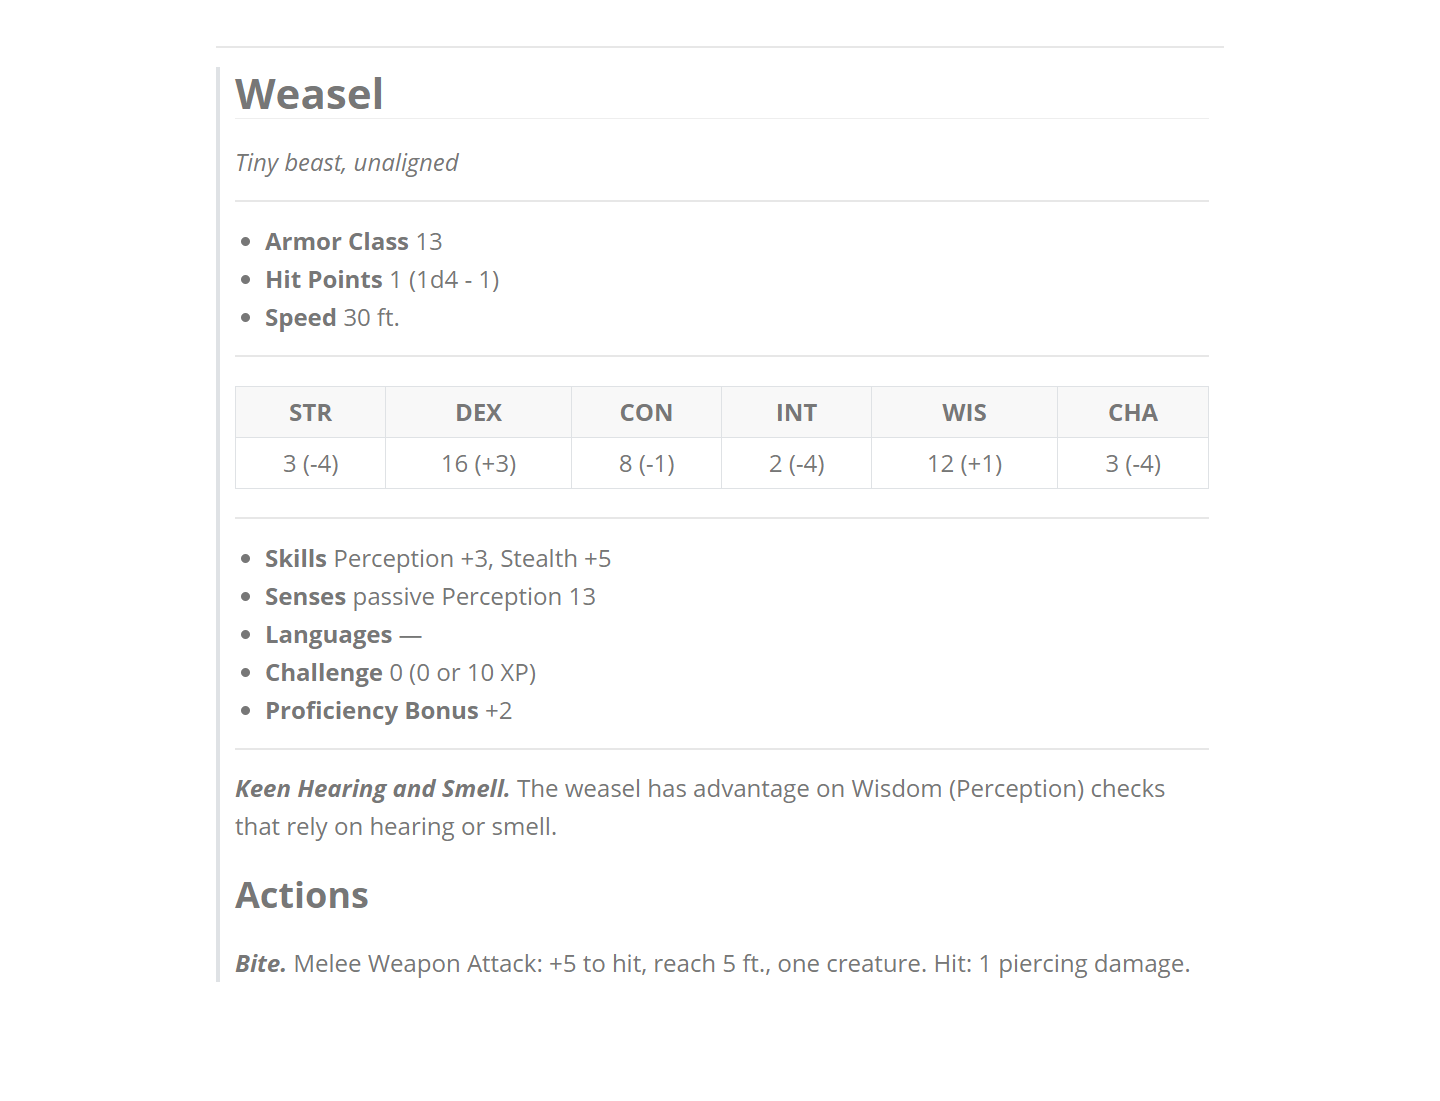 Weasel
Tiny beast, unaligned
• Armor Class 13
• Hit Points 1 (1d4 - 1)
• Speed 30 ft.
STR DEX CON INT WIS CHA
3 (-4) 16 (+3) 8 (-1) 2 (-4) 12 (+1) 3 (-4)
• Skills Perception +3, Stealth +5
• Senses passive Perception 13
• Languages —
• Challenge 0 (0 or 10 XP)
• Proficiency Bonus +2
Keen Hearing and Smell. The weasel has advantage on Wisdom (Perception) checks
that rely on hearing or smell.
Actions
Bite. Melee Weapon Attack: +5 to hit, reach 5 ft., one creature. Hit: 1 piercing damage.